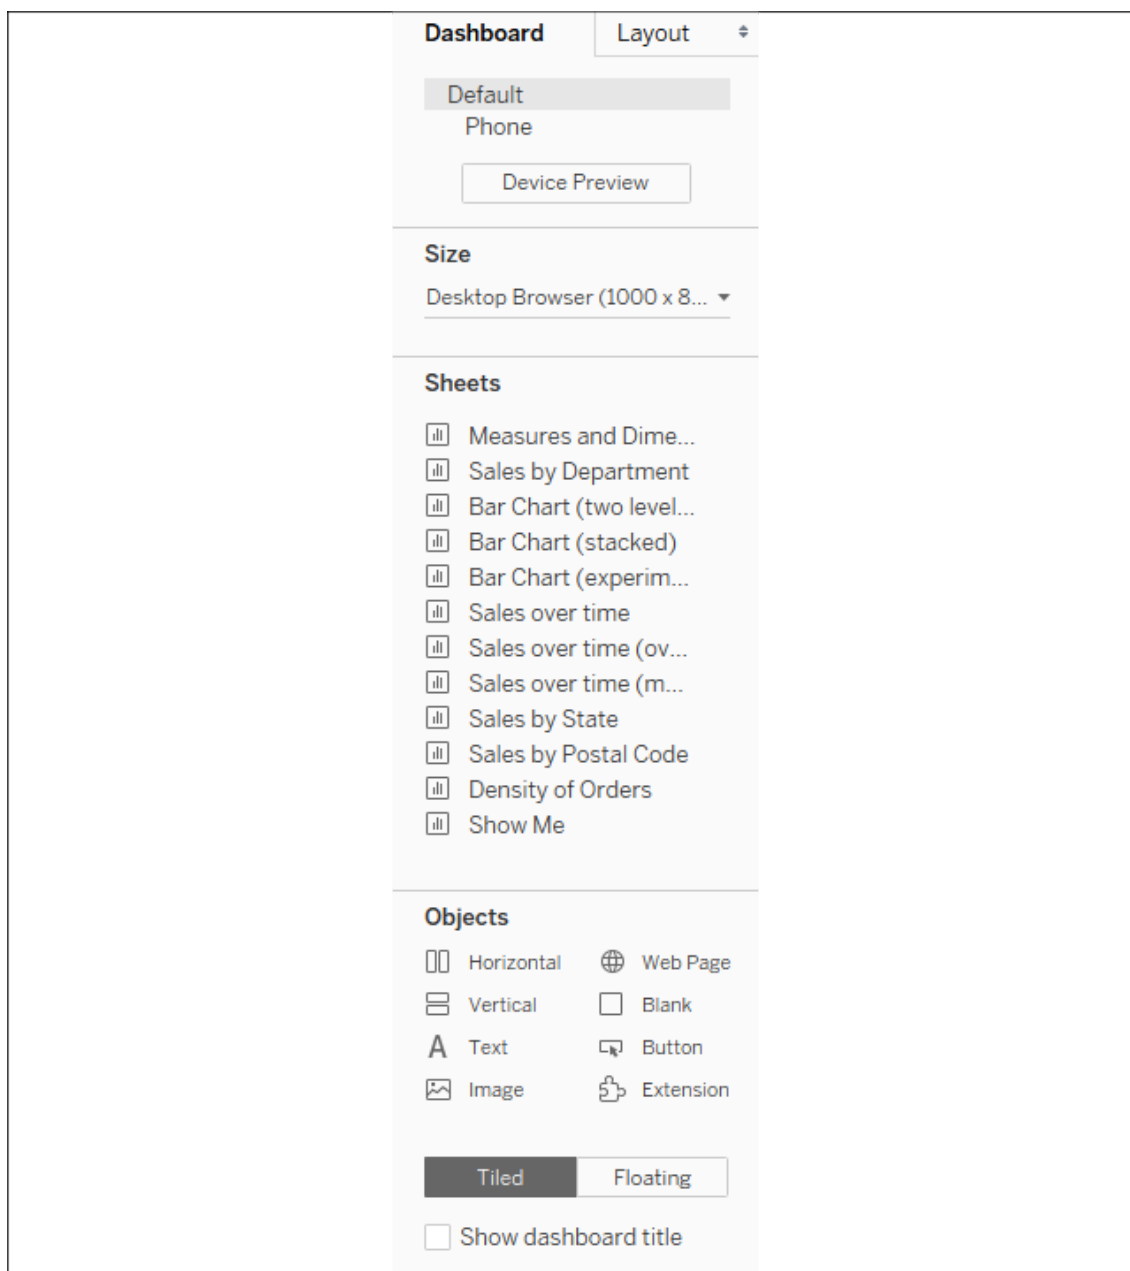 Dashboard Layout
Default
Phone
Device Preview
Size
Desktop Browser (1000 x 8...
Sheets
Measures and Dime...
Sales by Department
Bar Chart (two level...
Bar Chart (stacked)
Bar Chart (experim...
Sales over time
Sales over time (ov...
Sales over time (m...
Sales by State
Sales by Postal Code
Density of Orders
Show Me
Objects
Horizontal Web Page
Vertical Blank
Text Button
Image Extension
Tiled Floating
Show dashboard title